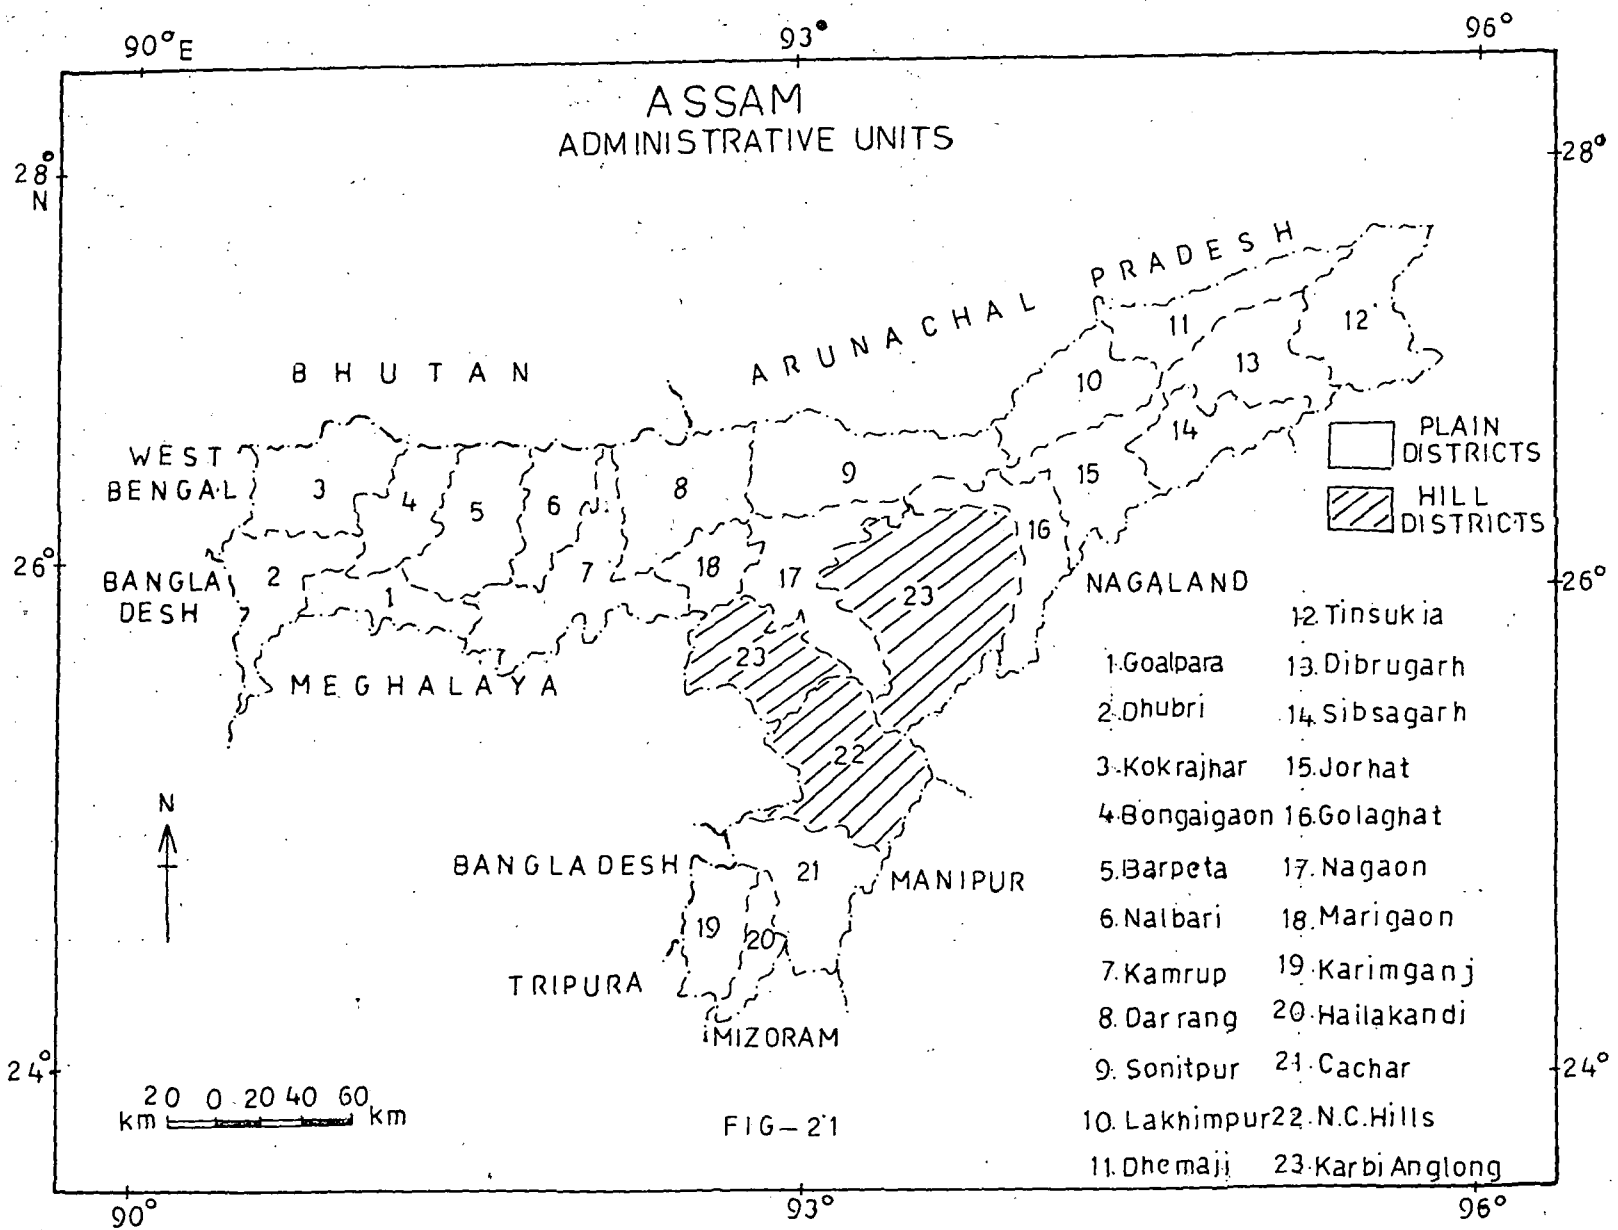 90°E 93° 96°
ASSAM
ADMINISTRATIVE UNITS
28°
N
28°
ARUNACHAL PRADESH
BHUTAN
11 12
10 13
14
WEST
BENGAL
3 4 5 6 8 9 15
PLAIN
DISTRICTS
HILL
DISTRICTS
16
26° 26°
BANGLA
DESH
2 1 7 18 17 23
NAGALAND
23
MEGHALAYA
22
N
BANGLADESH
21
MANIPUR
19 20
TRIPURA
MIZORAM
1.Goalpara
2.Dhubri
3.Kokrajhar
4.Bongaigaon
5.Barpeta
6.Nalbari
7.Kamrup
8.Darrang
9.Sonitpur
10.Lakhimpur
11.Dhemaji
12.Tinsukia
13.Dibrugarh
14.Sibsagarh
15.Jorhat
16.Golaghat
17.Nagaon
18.Marigaon
19.Karimganj
20.Hailakandi
21.Cachar
22.N.C.Hills
23.Karbi Anglong
24° 24°
20 0 20 40 60
km km
FIG-2.1
90° 93° 96°